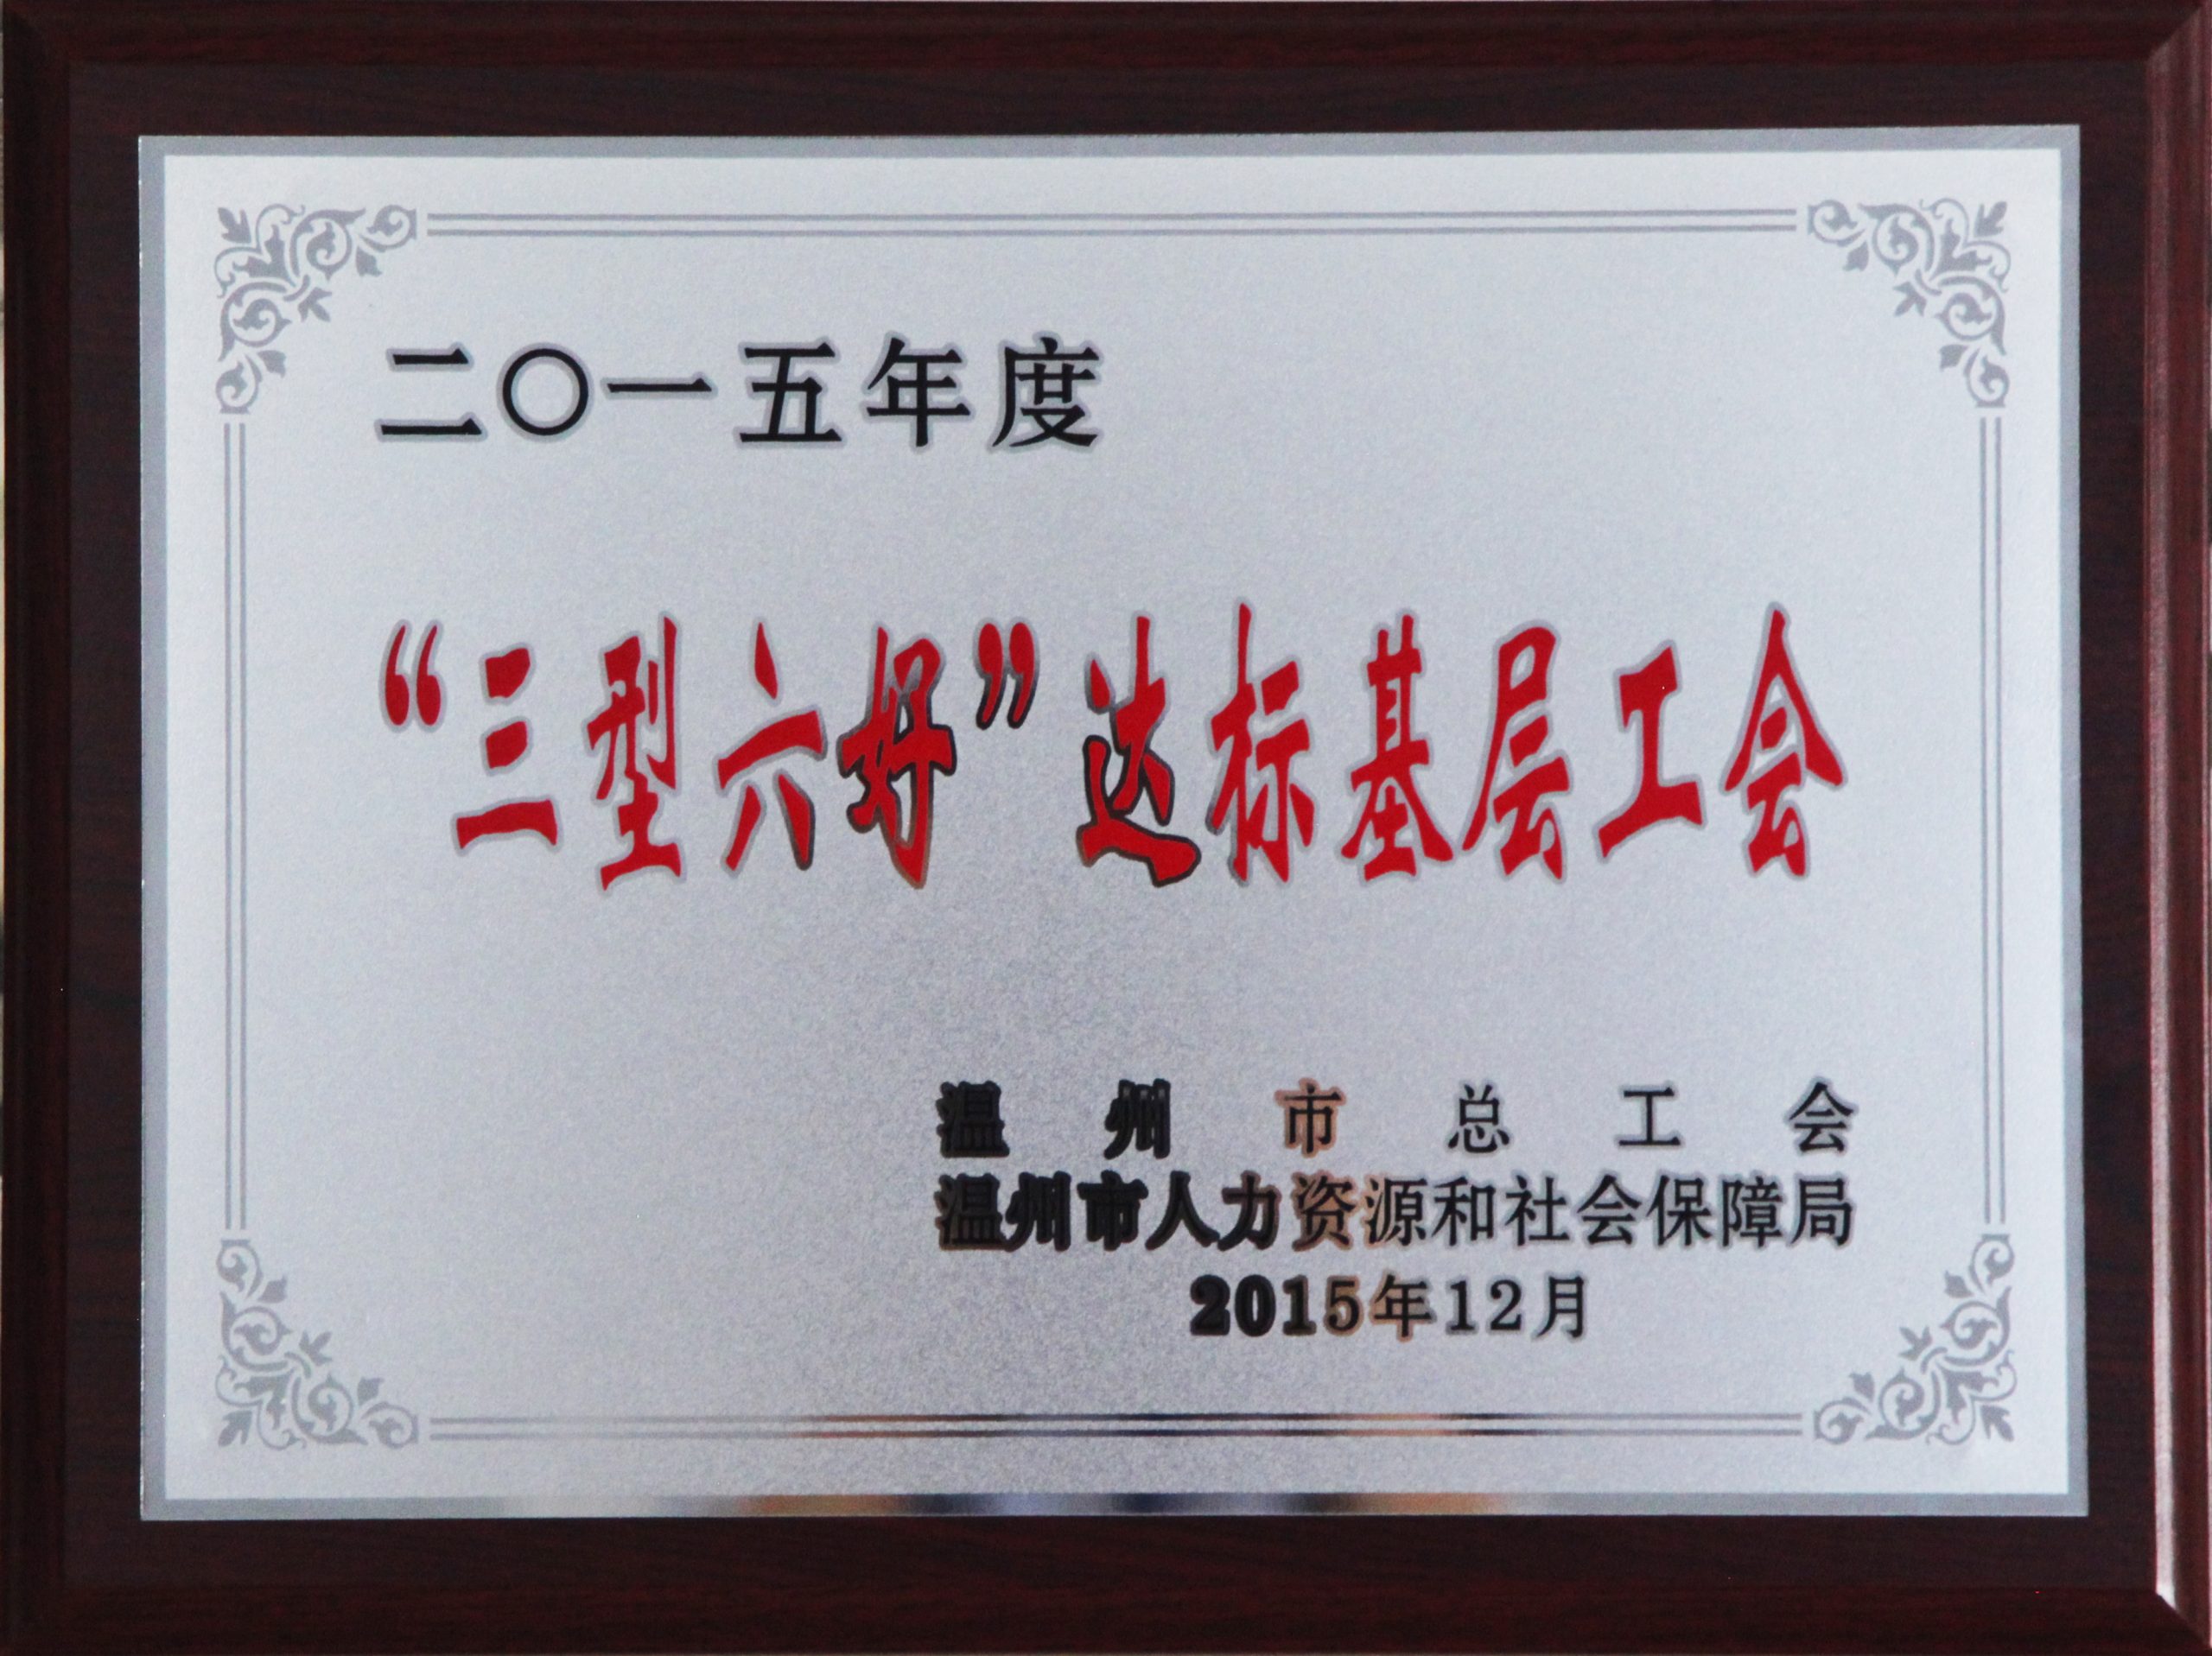 二〇一五年度
“三型六好”达标基层工会
温州市总工会
温州市人力资源和社会保障局
2015年12月